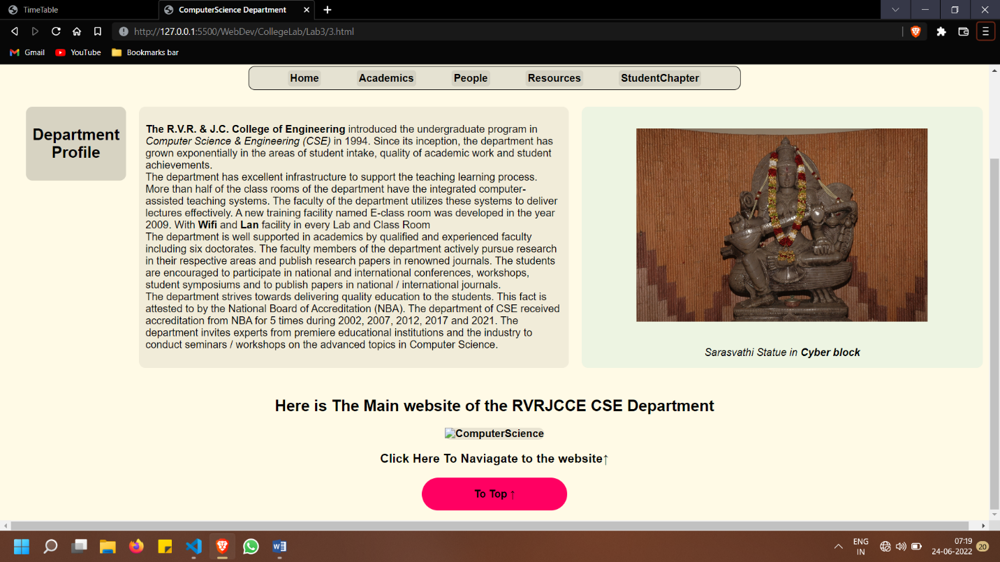 TimeTable
ComputerScience Department
http://127.0.0.1:5500/WebDev/CollegeLab/Lab3/3.html
Gmail
YouTube
Bookmarks bar
Home
Academics
People
Resources
StudentChapter
Department
Profile
The R.V.R. & J.C. College of Engineering introduced the undergraduate program in
Computer Science & Engineering (CSE) in 1994. Since its inception, the department has
grown exponentially in the areas of student intake, quality of academic work and student
achievements.
The department has excellent infrastructure to support the teaching learning process.
More than half of the class rooms of the department have the integrated computer-
assisted teaching systems. The faculty of the department utilizes these systems to deliver
lectures effectively. A new training facility named E-class room was developed in the year
2009. With Wifi and Lan facility in every Lab and Class Room
The department is well supported in academics by qualified and experienced faculty
including six doctorates. The faculty members of the department actively pursue research
in their respective areas and publish research papers in renowned journals. The students
are encouraged to participate in national and international conferences, workshops,
student symposiums and to publish papers in national / international journals.
The department strives towards delivering quality education to the students. This fact is
attested to by the National Board of Accreditation (NBA). The department of CSE received
accreditation from NBA for 5 times during 2002, 2007, 2012, 2017 and 2021. The
department invites experts from premiere educational institutions and the industry to
conduct seminars / workshops on the advanced topics in Computer Science.
Sarasvathi Statue in Cyber block
Here is The Main website of the RVRJCCE CSE Department
ComputerScience
Click Here To Naviagate to the website↑
To Top ↑
ENG
IN
07:19
24-06-2022
20